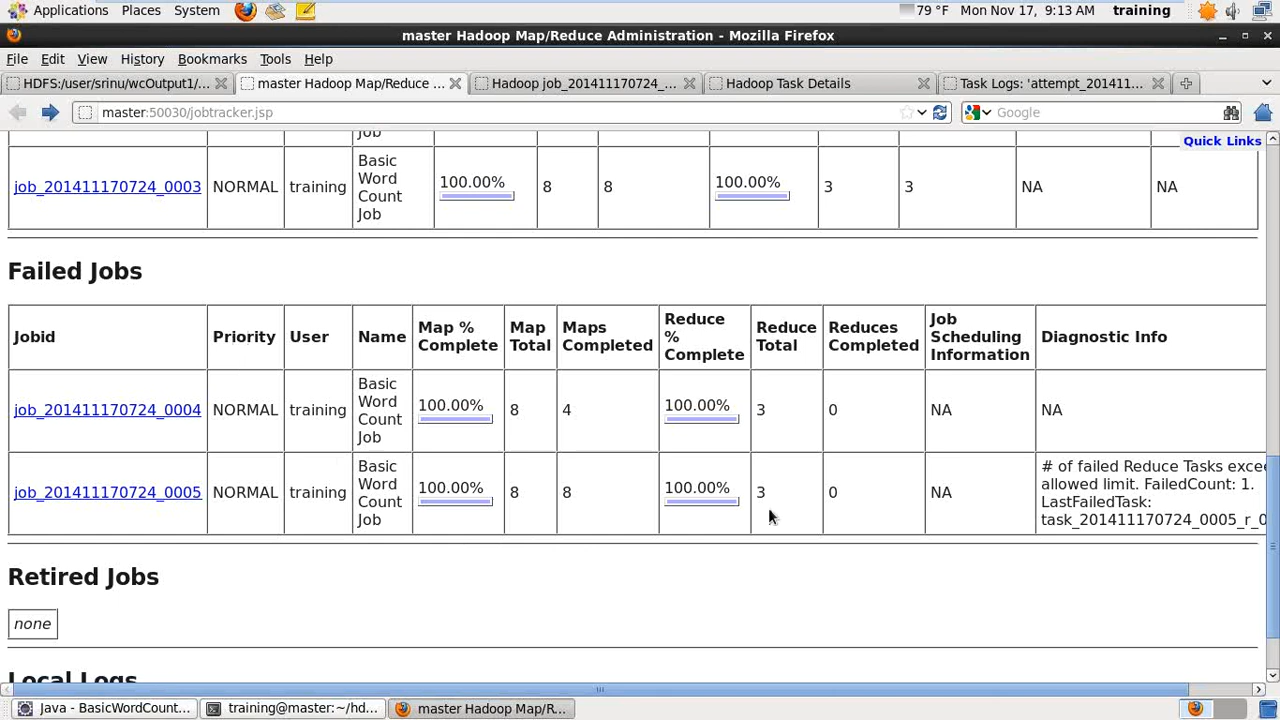 Applications Places System 79 °F Mon Nov 17, 9:13 AM training
master Hadoop Map/Reduce Administration - Mozilla Firefox
File Edit View History Bookmarks Tools Help
HDFS:/user/srinu/wcOutput1/... master Hadoop Map/Reduce ... Hadoop job_201411170724_... Hadoop Task Details Task Logs: 'attempt_201411...
master:50030/jobtracker.jsp Google
Quick Links
Job
job_201411170724_0003 NORMAL training Basic Word Count Job 100.00% 8 8 100.00% 3 3 NA NA
Failed Jobs
Jobid Priority User Name Map % Complete Map Total Maps Completed Reduce % Complete Reduce Total Reduces Completed Job Scheduling Information Diagnostic Info
job_201411170724_0004 NORMAL training Basic Word Count Job 100.00% 8 4 100.00% 3 0 NA NA
job_201411170724_0005 NORMAL training Basic Word Count Job 100.00% 8 8 100.00% 3 0 NA # of failed Reduce Tasks excee
allowed limit. FailedCount: 1.
LastFailedTask:
task_201411170724_0005_r_0
Retired Jobs
none
Local Logs
Java - BasicWordCount... training@master:~/hd... master Hadoop Map/R...